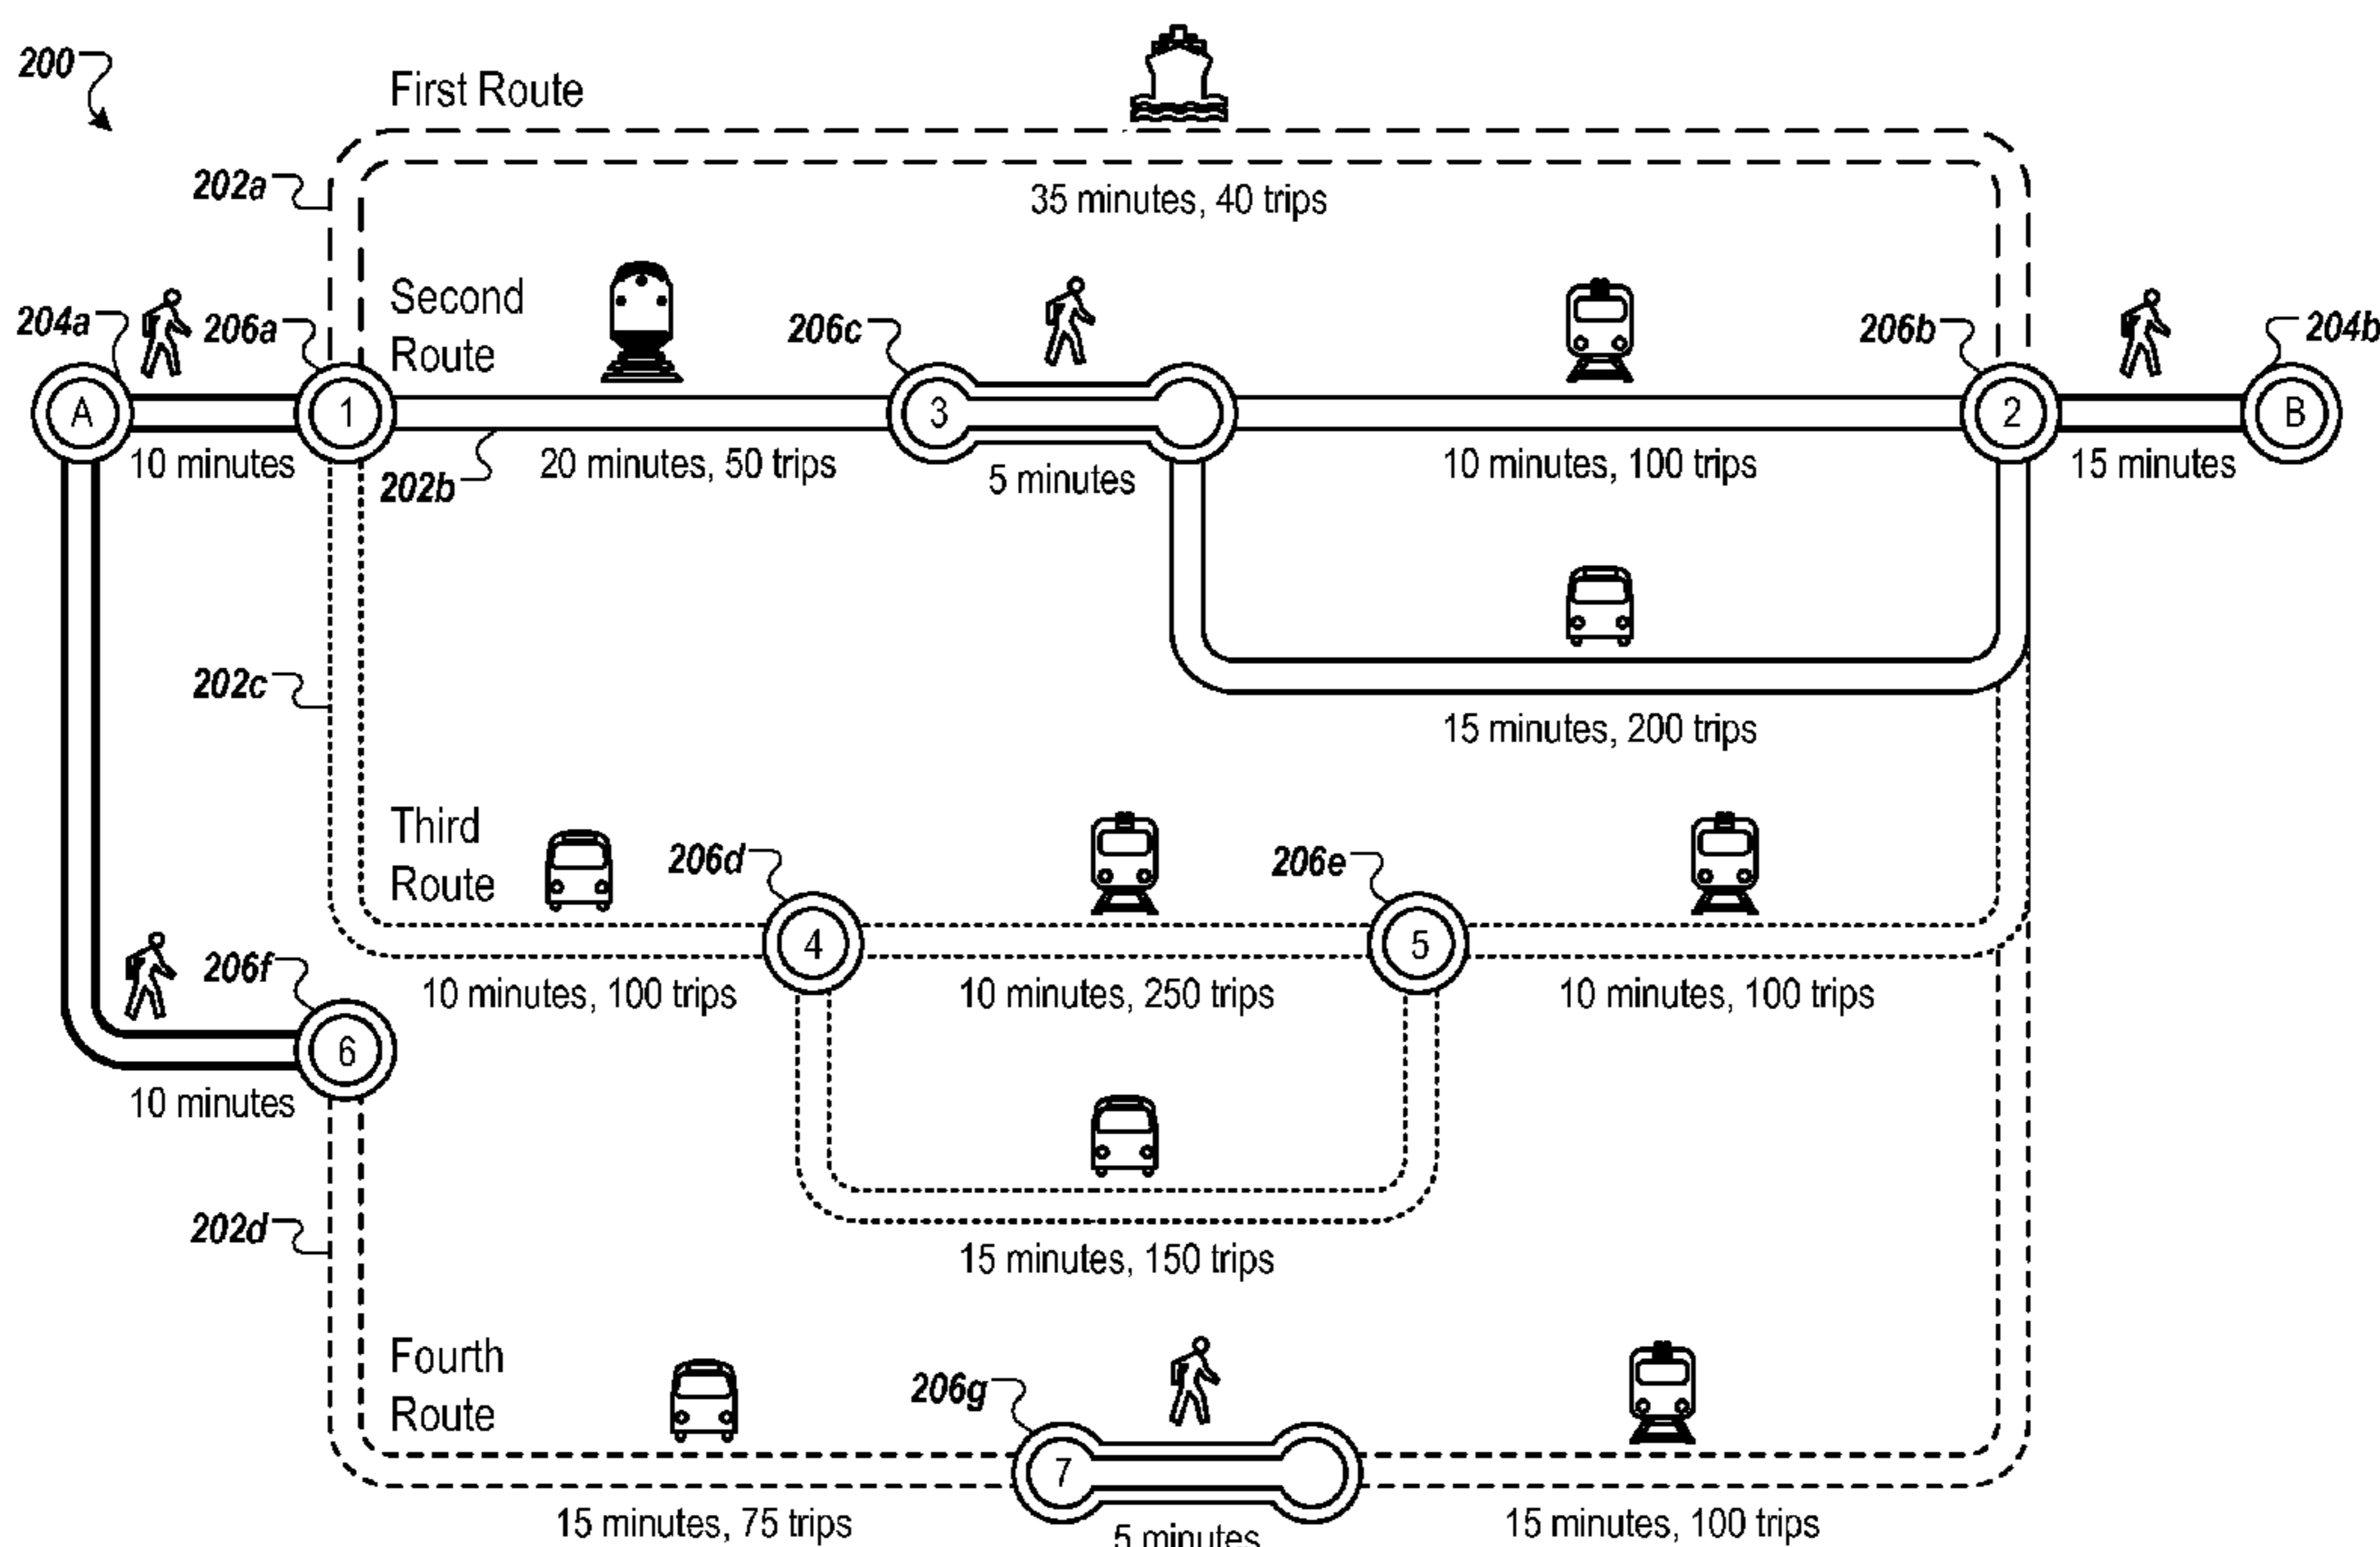 200
First Route
202a
35 minutes, 40 trips
Second
Route
204a
206a
206c
206b
204b
A
1
3
2
B
10 minutes
202b
20 minutes, 50 trips
5 minutes
10 minutes, 100 trips
15 minutes
202c
15 minutes, 200 trips
Third
Route
206d
206e
4
5
206f
10 minutes, 100 trips
10 minutes, 250 trips
10 minutes, 100 trips
6
10 minutes
202d
15 minutes, 150 trips
Fourth
Route
206g
7
15 minutes, 75 trips
5 minutes
15 minutes, 100 trips